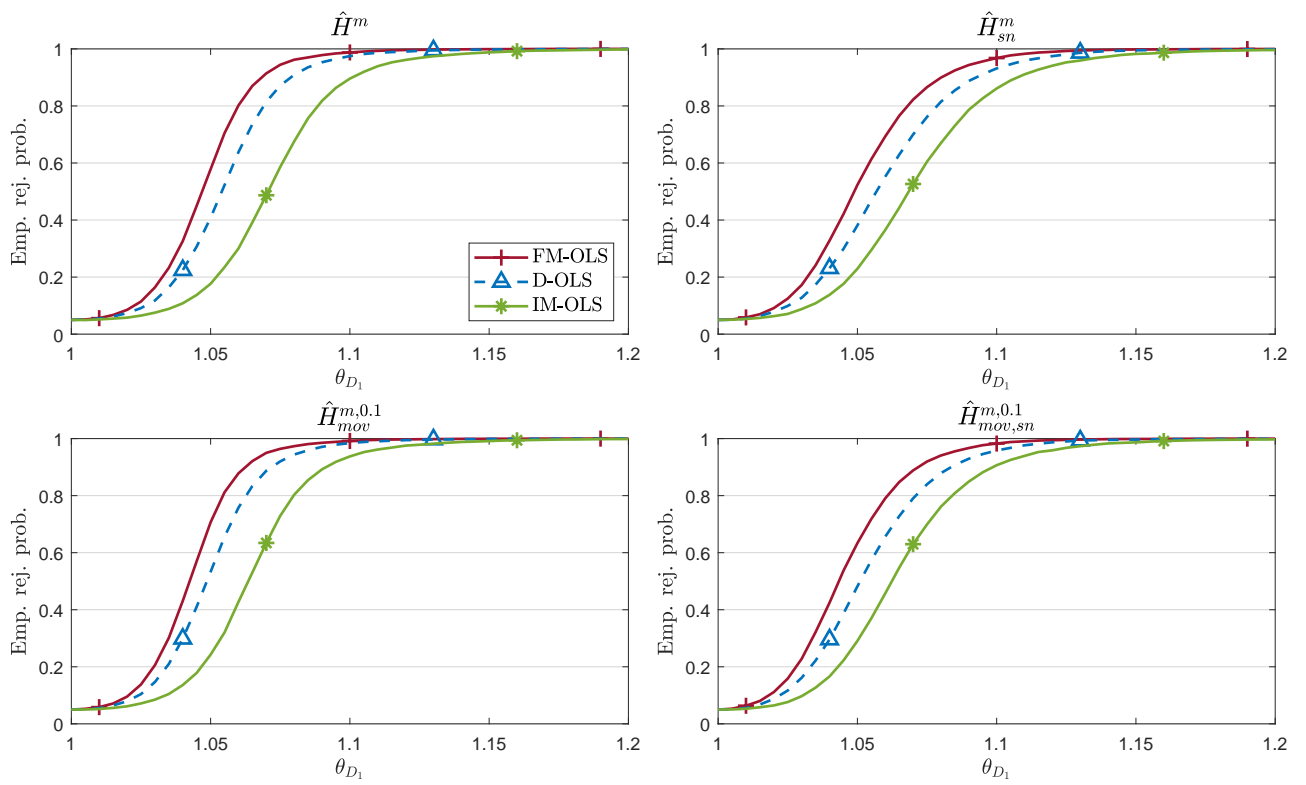 Ĥ^m
Emp. rej. prob.
1
0.8
0.6
0.4
0.2
0
1 1.05 1.1 1.15 1.2
θ_{D_1}
FM-OLS
D-OLS
IM-OLS
Ĥ^m_{sn}
Emp. rej. prob.
1
0.8
0.6
0.4
0.2
0
1 1.05 1.1 1.15 1.2
θ_{D_1}
Ĥ^{m,0.1}_{mov}
Emp. rej. prob.
1
0.8
0.6
0.4
0.2
0
1 1.05 1.1 1.15 1.2
θ_{D_1}
Ĥ^{m,0.1}_{mov,sn}
Emp. rej. prob.
1
0.8
0.6
0.4
0.2
0
1 1.05 1.1 1.15 1.2
θ_{D_1}